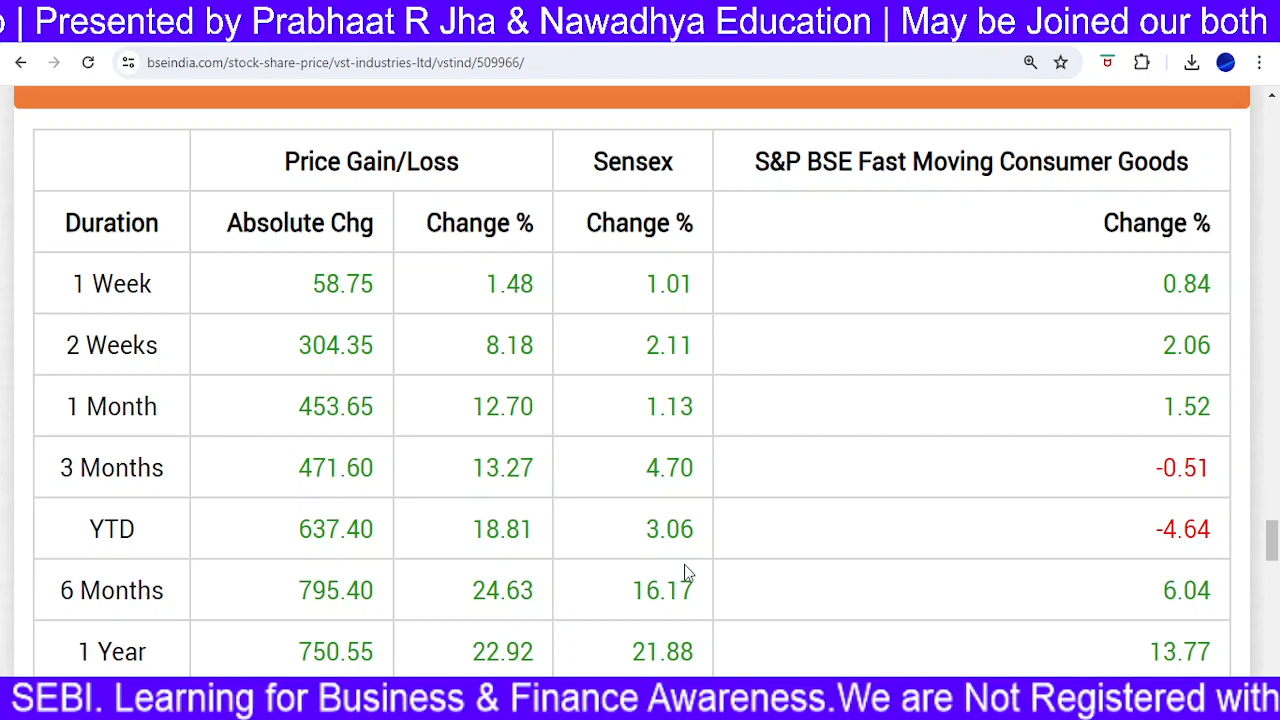 o | Presented by Prabhaat R Jha & Nawadhya Education | May be Joined our both
bseindia.com/stock-share-price/vst-industries-ltd/vstind/509966/
Price Gain/Loss Sensex S&P BSE Fast Moving Consumer Goods
Duration Absolute Chg Change % Change % Change %
1 Week 58.75 1.48 1.01 0.84
2 Weeks 304.35 8.18 2.11 2.06
1 Month 453.65 12.70 1.13 1.52
3 Months 471.60 13.27 4.70 -0.51
YTD 637.40 18.81 3.06 -4.64
6 Months 795.40 24.63 16.17 6.04
1 Year 750.55 22.92 21.88 13.77
SEBI. Learning for Business & Finance Awareness.We are Not Registered with